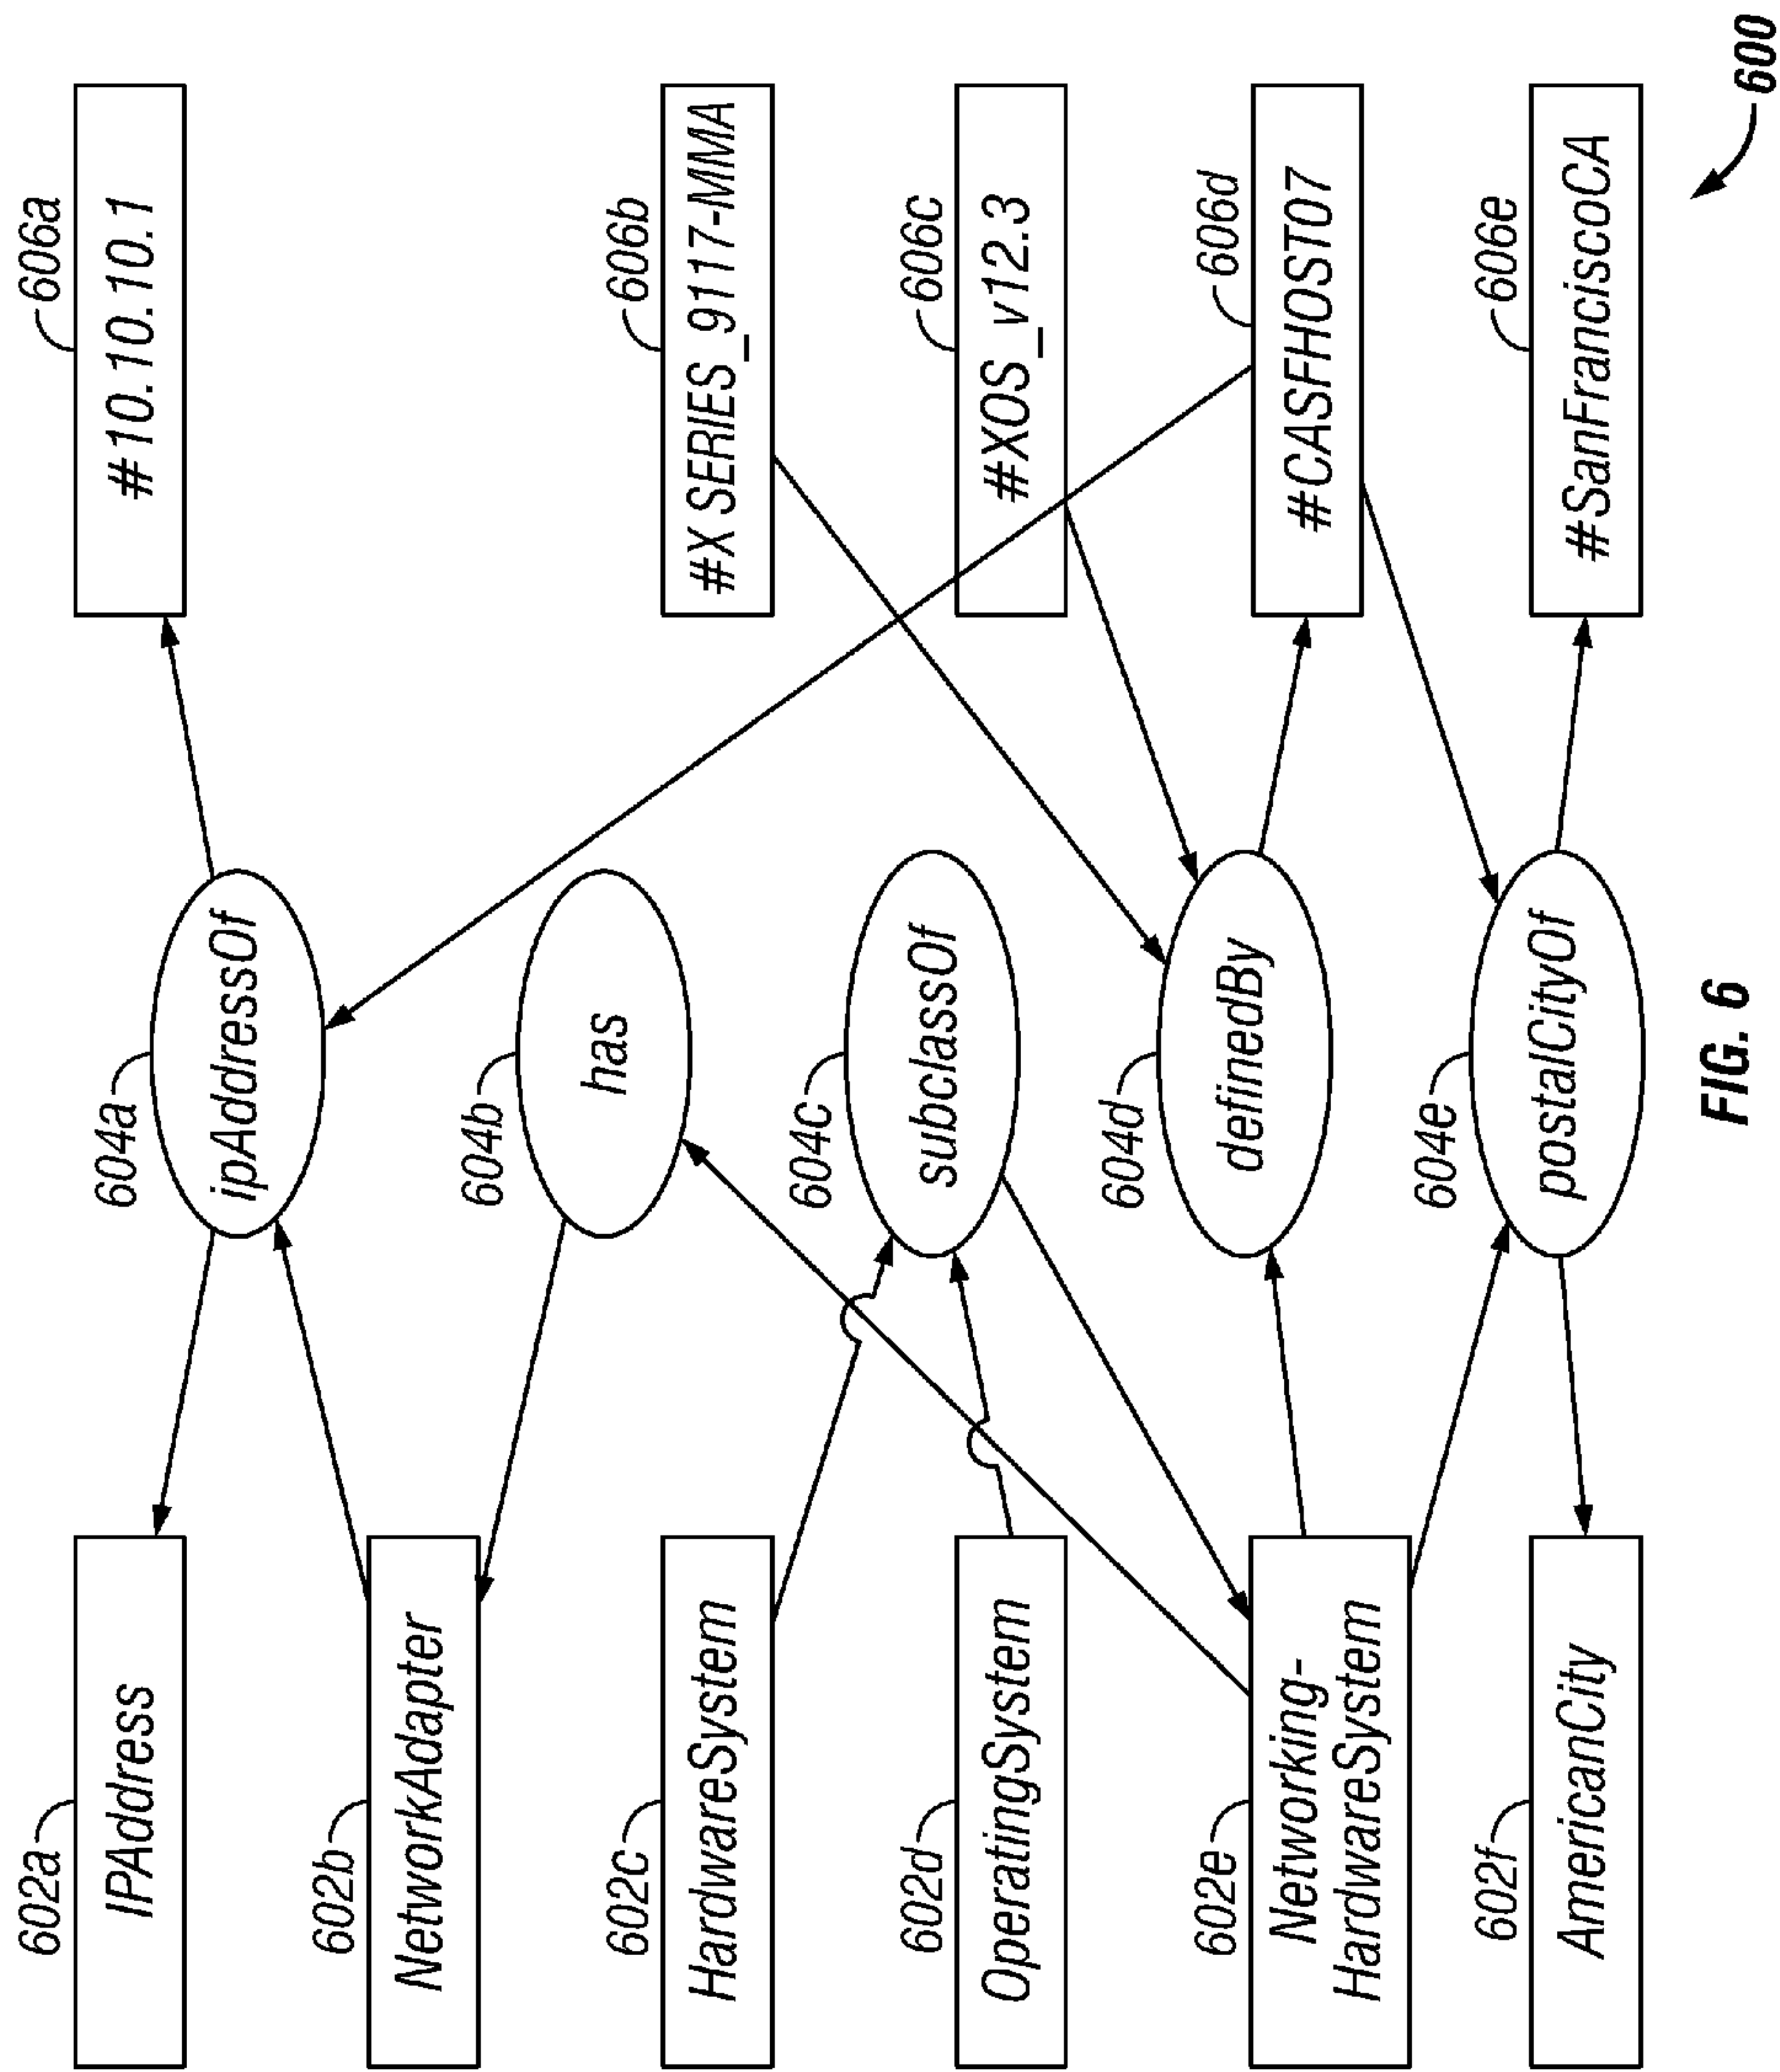 602a
IPAddress
602b
NetworkAdapter
602c
HardwareSystem
602d
OperatingSystem
602e
Networking-
HardwareSystem
602f
AmericanCity
604a
ipAddressOf
604b
has
604c
subclassOf
604d
definedBy
604e
postalCityOf
606a
#10.10.10.1
606b
#X SERIES_9117-MMA
606c
#XOS_v12.3
606d
#CASFHOST07
606e
#SanFranciscoCA
600
FIG. 6